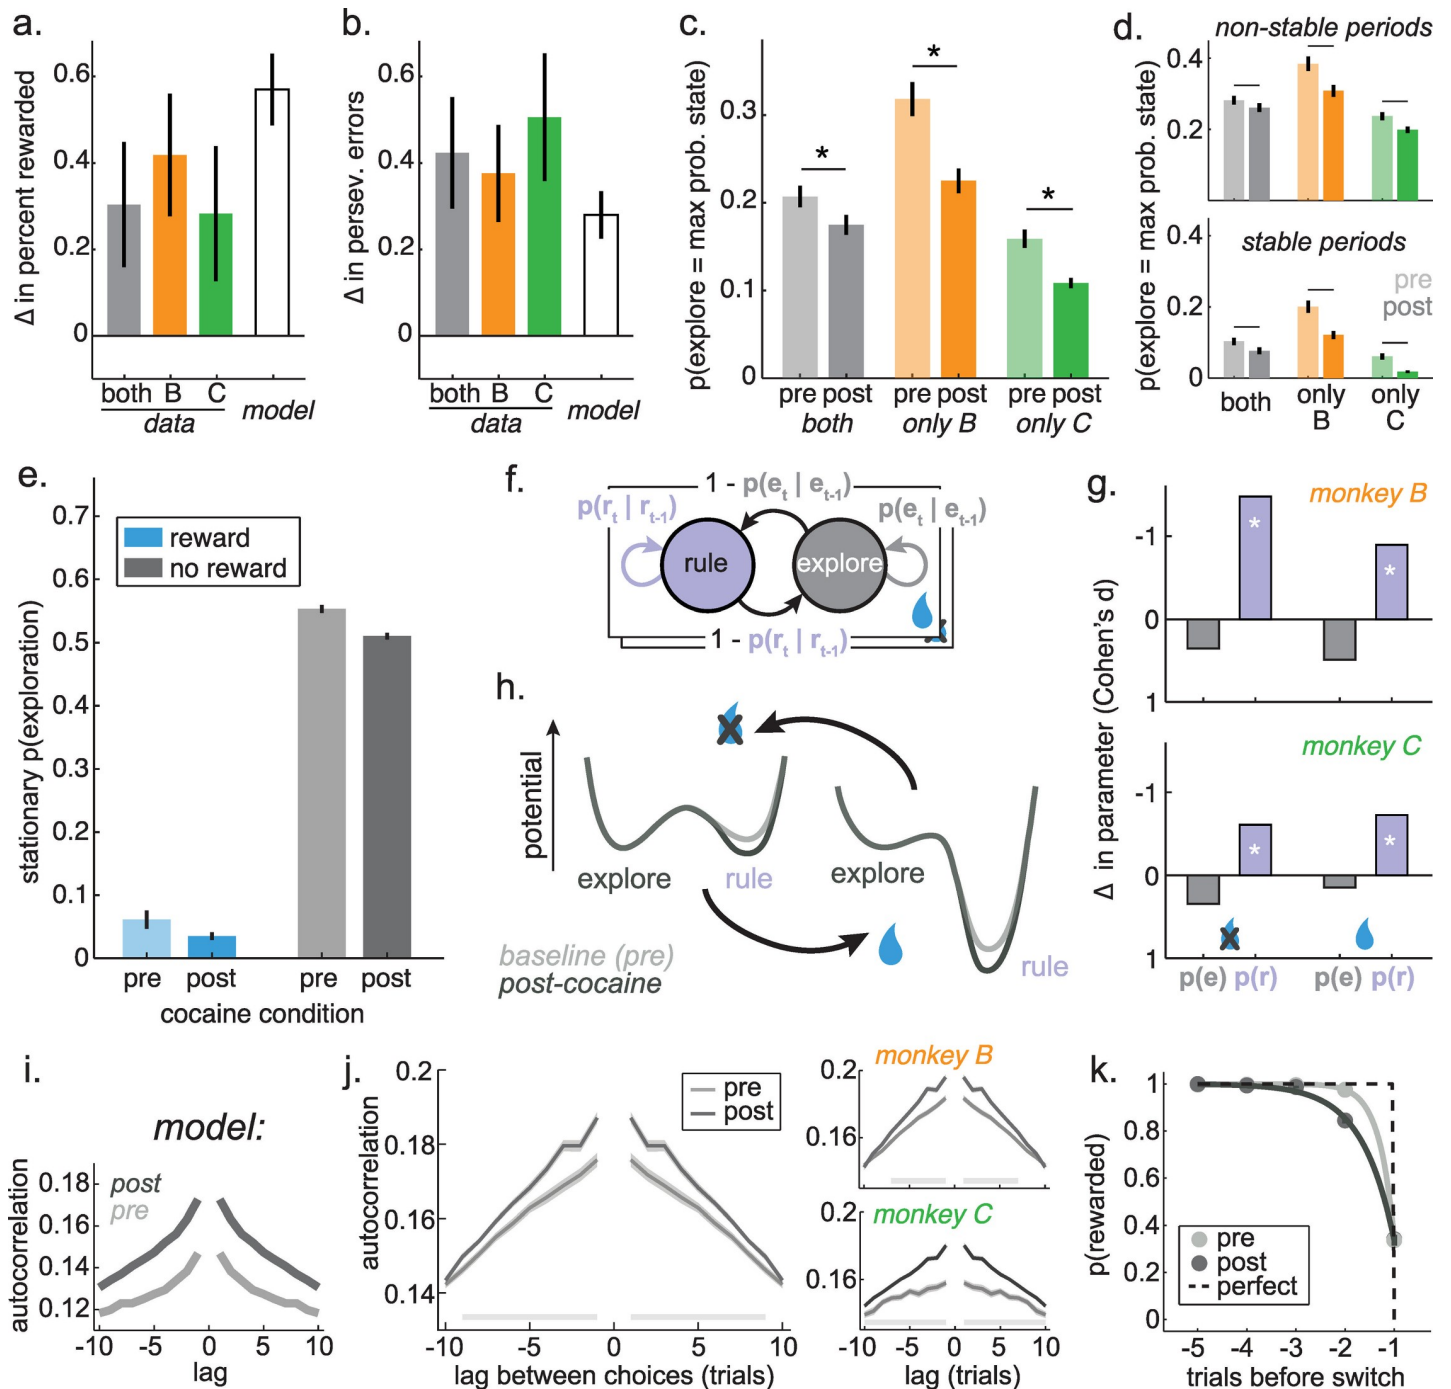 a.
Δ in percent rewarded
0.6
0.4
0.2
0
both B C
data
model
b.
Δ in persev. errors
0.6
0.4
0.2
0
both B C
data
model
c.
p(explore = max prob. state)
0.3
0.2
0.1
0
*
*
*
pre post pre post pre post
both only B only C
d.
p(explore = max prob. state)
non-stable periods
0.4
0.2
stable periods
0.4
0.2
0
pre
post
both only B only C
e.
stationary p(exploration)
0.7
0.6
0.5
0.4
0.3
0.2
0.1
0
reward
no reward
pre post pre post
cocaine condition
f.
1 - p(e_t | e_t-1)
p(r_t | r_t-1)
p(e_t | e_t-1)
rule
explore
1 - p(r_t | r_t-1)
g.
monkey B
Δ in parameter (Cohen's d)
-1
0
1
*
*
monkey C
-1
0
1
*
*
p(e) p(r) p(e) p(r)
h.
potential
explore rule
explore
rule
baseline (pre)
post-cocaine
i.
model:
autocorrelation
0.18
0.16
0.14
0.12
post
pre
-10 -5 0 5 10
lag
j.
autocorrelation
0.2
0.18
0.16
0.14
pre
post
-10 -5 0 5 10
lag between choices (trials)
monkey B
0.2
0.16
-10 -5 0 5 10
monkey C
0.2
0.16
-10 -5 0 5 10
lag (trials)
k.
p(rewarded)
1
0.8
0.6
0.4
0.2
0
pre
post
perfect
-5 -4 -3 -2 -1
trials before switch